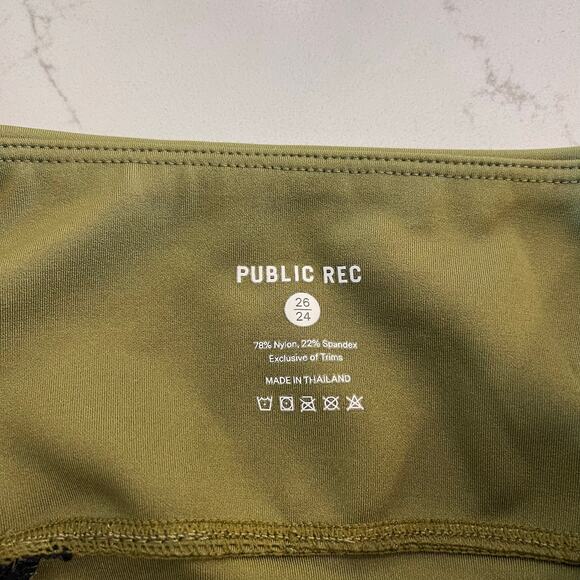 PUBLIC REC
26
24
78% Nylon, 22% Spandex
Exclusive of Trims
MADE IN THAILAND